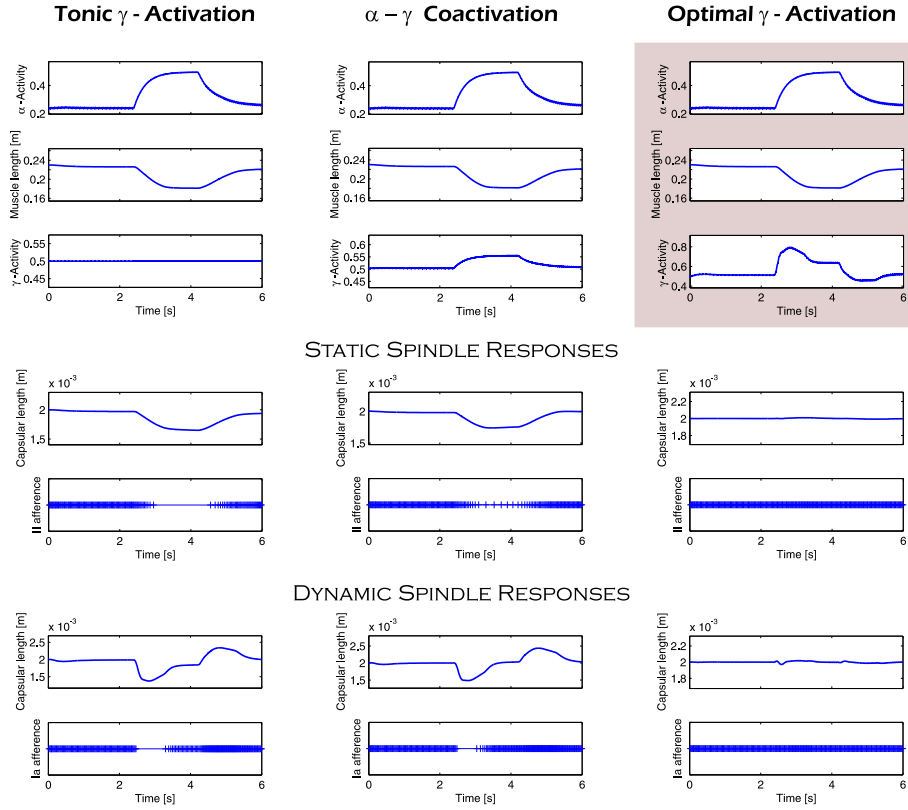 Tonic γ - Activation
α – γ Coactivation
Optimal γ - Activation
α -Activity
0.4
0.2
α -Activity
0.4
0.2
α -Activity
0.4
0.2
Muscle length [m]
0.24
0.2
0.16
Muscle length [m]
0.24
0.2
0.16
Muscle length [m]
0.24
0.2
0.16
γ -Activity
0.55
0.5
0.45
0 2 4 6
Time [s]
γ -Activity
0.6
0.55
0.5
0.45
0 2 4 6
Time [s]
γ -Activity
0.8
0.6
0.4
0 2 4 6
Time [s]
STATIC SPINDLE RESPONSES
x 10⁻³
Capsular length [m]
2
1.5
x 10⁻³
Capsular length [m]
2
1.5
x 10⁻³
Capsular length [m]
2.2
2
1.8
II afference
0 2 4 6
Time [s]
II afference
0 2 4 6
Time [s]
II afference
0 2 4 6
Time [s]
DYNAMIC SPINDLE RESPONSES
x 10⁻³
Capsular length [m]
2.5
2
1.5
x 10⁻³
Capsular length [m]
2.5
2
1.5
x 10⁻³
Capsular length [m]
2.2
2
1.8
Ia afference
0 2 4 6
Time [s]
Ia afference
0 2 4 6
Time [s]
Ia afference
0 2 4 6
Time [s]